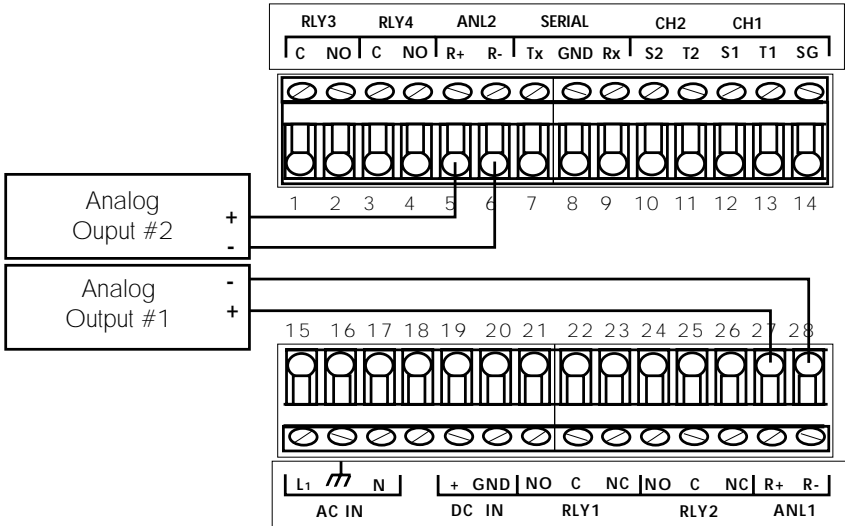 RLY3 RLY4 ANL2 SERIAL CH2 CH1
C NO C NO R+ R- Tx GND Rx S2 T2 S1 T1 SG
1 2 3 4 5 6 7 8 9 10 11 12 13 14
Analog
Ouput #2
+
-
Analog
Output #1
-
+
15 16 17 18 19 20 21 22 23 24 25 26 27 28
L1 N + GND NO C NC NO C NC R+ R-
AC IN DC IN RLY1 RLY2 ANL1